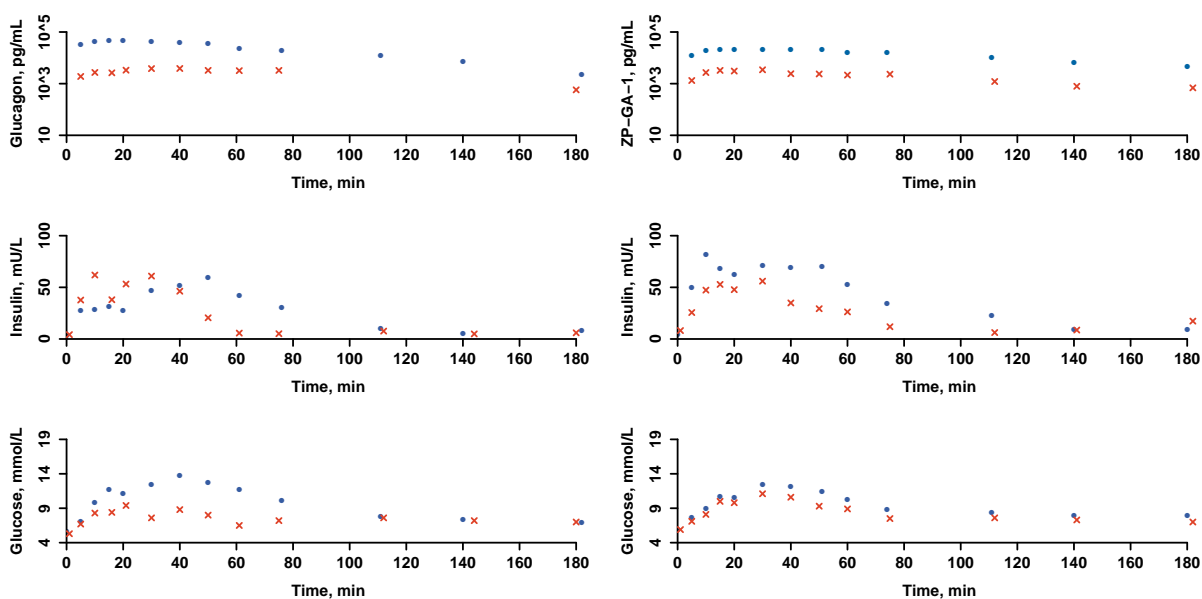 Glucagon, pg/mL
10 10^3 10^5
0 20 40 60 80 100 120 140 160 180
Time, min
ZP−GA−1, pg/mL
10 10^3 10^5
0 20 40 60 80 100 120 140 160 180
Time, min
Insulin, mU/L
0 50 100
0 20 40 60 80 100 120 140 160 180
Time, min
Insulin, mU/L
0 50 100
0 20 40 60 80 100 120 140 160 180
Time, min
Glucose, mmol/L
4 9 14 19
0 20 40 60 80 100 120 140 160 180
Time, min
Glucose, mmol/L
4 9 14 19
0 20 40 60 80 100 120 140 160 180
Time, min